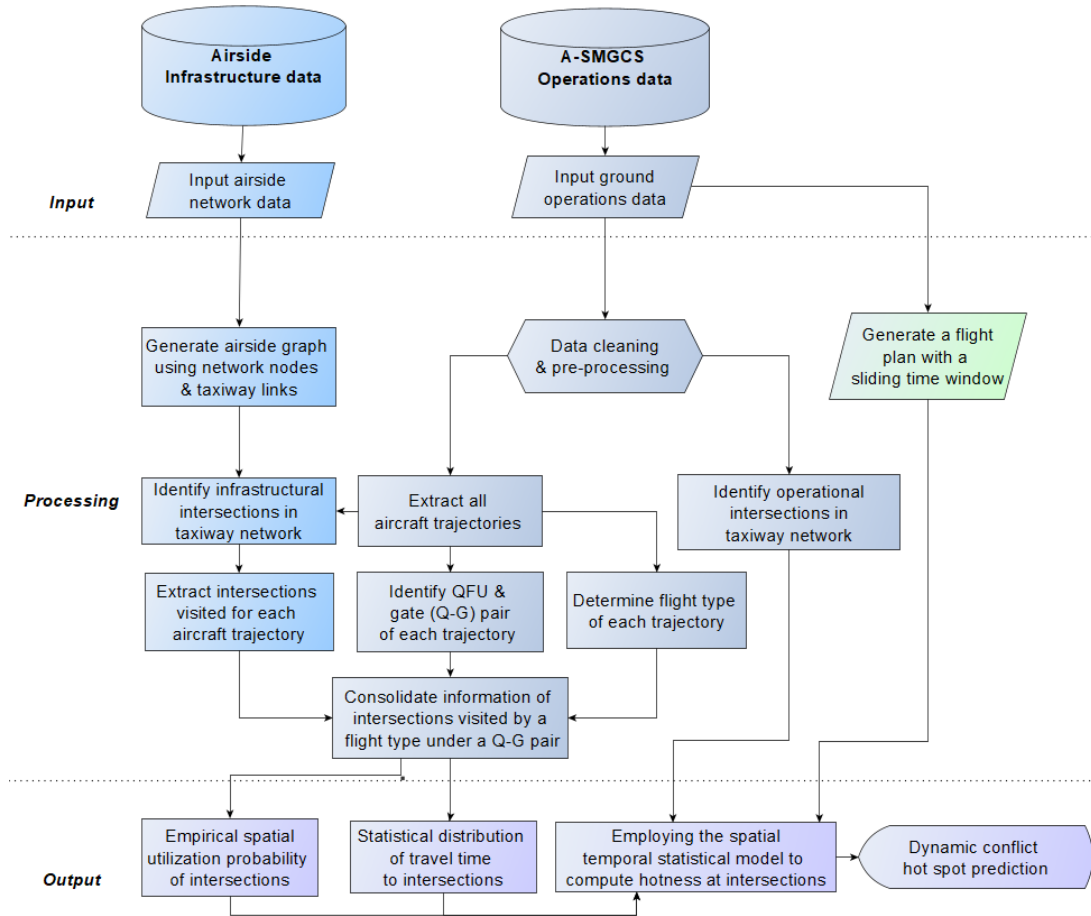 Airside
Infrastructure data
A-SMGCS
Operations data
Input
Input airside
network data
Input ground
operations data
Generate airside graph
using network nodes
& taxiway links
Data cleaning
& pre-processing
Generate a flight
plan with a
sliding time window
Processing
Identify infrastructural
intersections in
taxiway network
Extract all
aircraft trajectories
Identify operational
intersections in
taxiway network
Extract intersections
visited for each
aircraft trajectory
Identify QFU &
gate (Q-G) pair
of each trajectory
Determine flight type
of each trajectory
Consolidate information of
intersections visited by a
flight type under a Q-G pair
Output
Empirical spatial
utilization probability
of intersections
Statistical distribution
of travel time
to intersections
Employing the spatial
temporal statistical model to
compute hotness at intersections
Dynamic conflict
hot spot prediction